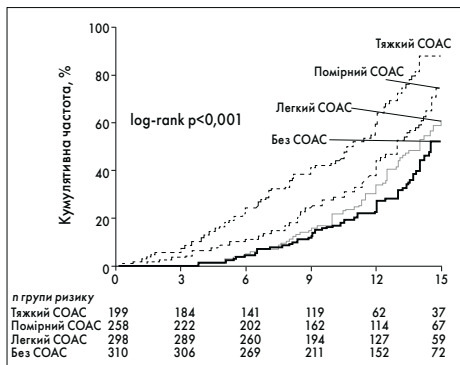 Кумулятивна частота, %
100
80
60
40
20
0
Тяжкий СОАС
Помірний СОАС
Легкий СОАС
Без СОАС
log-rank p<0,001
0 3 6 9 12 15
n групи ризику
Тяжкий СОАС 199 184 141 119 62 37
Помірний СОАС 258 222 202 162 114 67
Легкий СОАС 298 289 260 194 127 59
Без СОАС 310 306 269 211 152 72